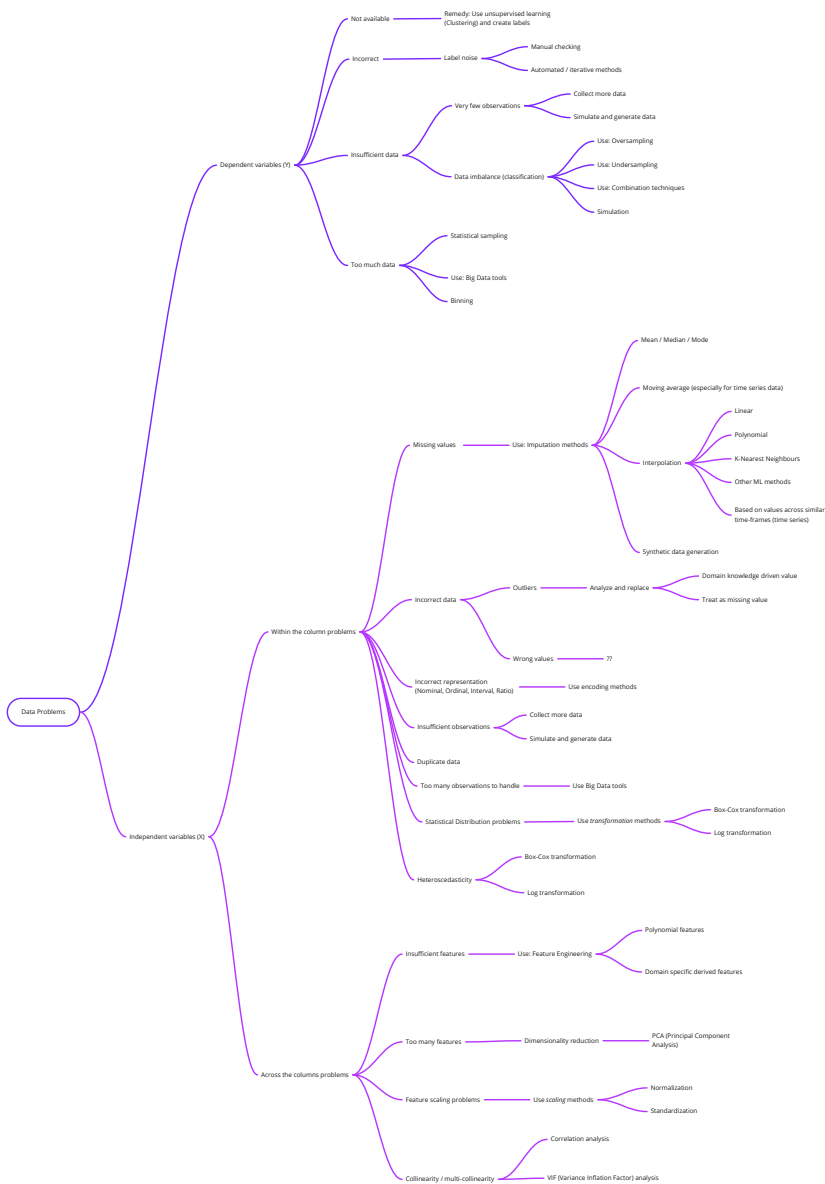 Data Problems
Dependent variables (Y)
Not available
Remedy: Use unsupervised learning
(Clustering) and create labels
Incorrect
Label noise
Manual checking
Automated / iterative methods
Insufficient data
Very few observations
Collect more data
Simulate and generate data
Data imbalance (classification)
Use: Oversampling
Use: Undersampling
Use: Combination techniques
Simulation
Too much data
Statistical sampling
Use: Big Data tools
Binning
Independent variables (X)
Within the column problems
Missing values
Use: Imputation methods
Mean / Median / Mode
Moving average (especially for time series data)
Interpolation
Linear
Polynomial
K-Nearest Neighbours
Other ML methods
Based on values across similar
time-frames (time series)
Synthetic data generation
Incorrect data
Outliers
Analyze and replace
Domain knowledge driven value
Treat as missing value
Wrong values
??
Incorrect representation
(Nominal, Ordinal, Interval, Ratio)
Use encoding methods
Insufficient observations
Collect more data
Simulate and generate data
Duplicate data
Too many observations to handle
Use Big Data tools
Statistical Distribution problems
Use transformation methods
Box-Cox transformation
Log transformation
Heteroscedasticity
Box-Cox transformation
Log transformation
Across the columns problems
Insufficient features
Use: Feature Engineering
Polynomial features
Domain specific derived features
Too many features
Dimensionality reduction
PCA (Principal Component
Analysis)
Feature scaling problems
Use scaling methods
Normalization
Standardization
Collinearity / multi-collinearity
Correlation analysis
VIF (Variance Inflation Factor) analysis